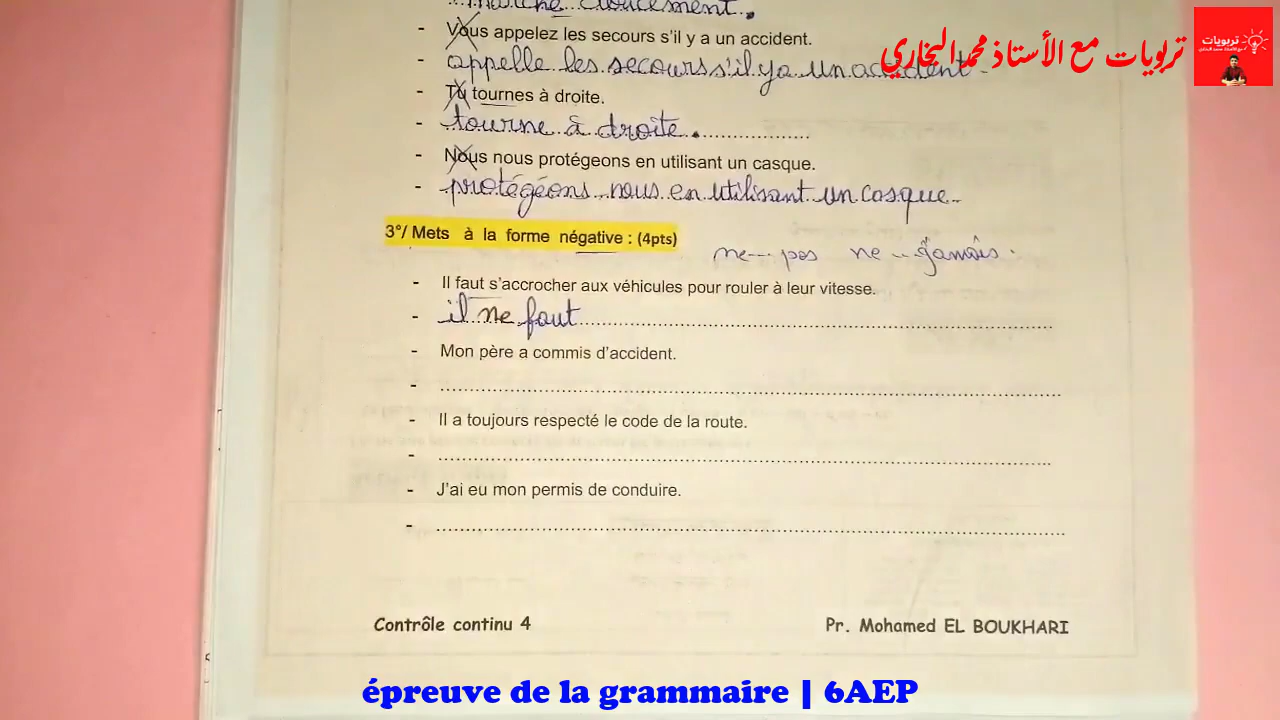 marche doucement.
- Vous appelez les secours s'il y a un accident.
- appelle les secours s'il y a un accident.
- Tu tournes à droite.
- tourne à droite.
- Nous nous protégeons en utilisant un casque.
- protégéons nous en utilisant un casque
3°/ Mets à la forme négative : (4pts)
ne -- pas ne -- jamais.
- Il faut s'accrocher aux véhicules pour rouler à leur vitesse.
- il ne faut
- Mon père a commis d'accident.
-
- Il a toujours respecté le code de la route.
-
- J'ai eu mon permis de conduire.
-
Contrôle continu 4
Pr. Mohamed EL BOUKHARI
épreuve de la grammaire | 6AEP
تربويات مع الأستاذ محمد البخاري
تربويات